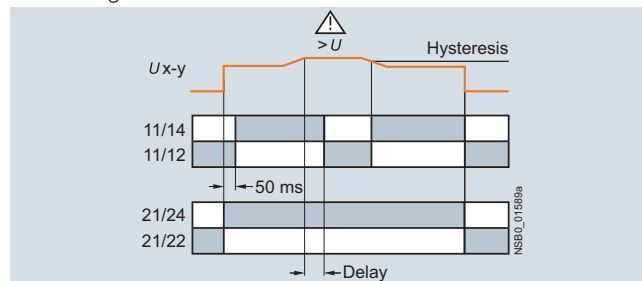 > U
Hysteresis
U x-y
11/14
11/12
50 ms
21/24
21/22
Delay
NSB0_01589a